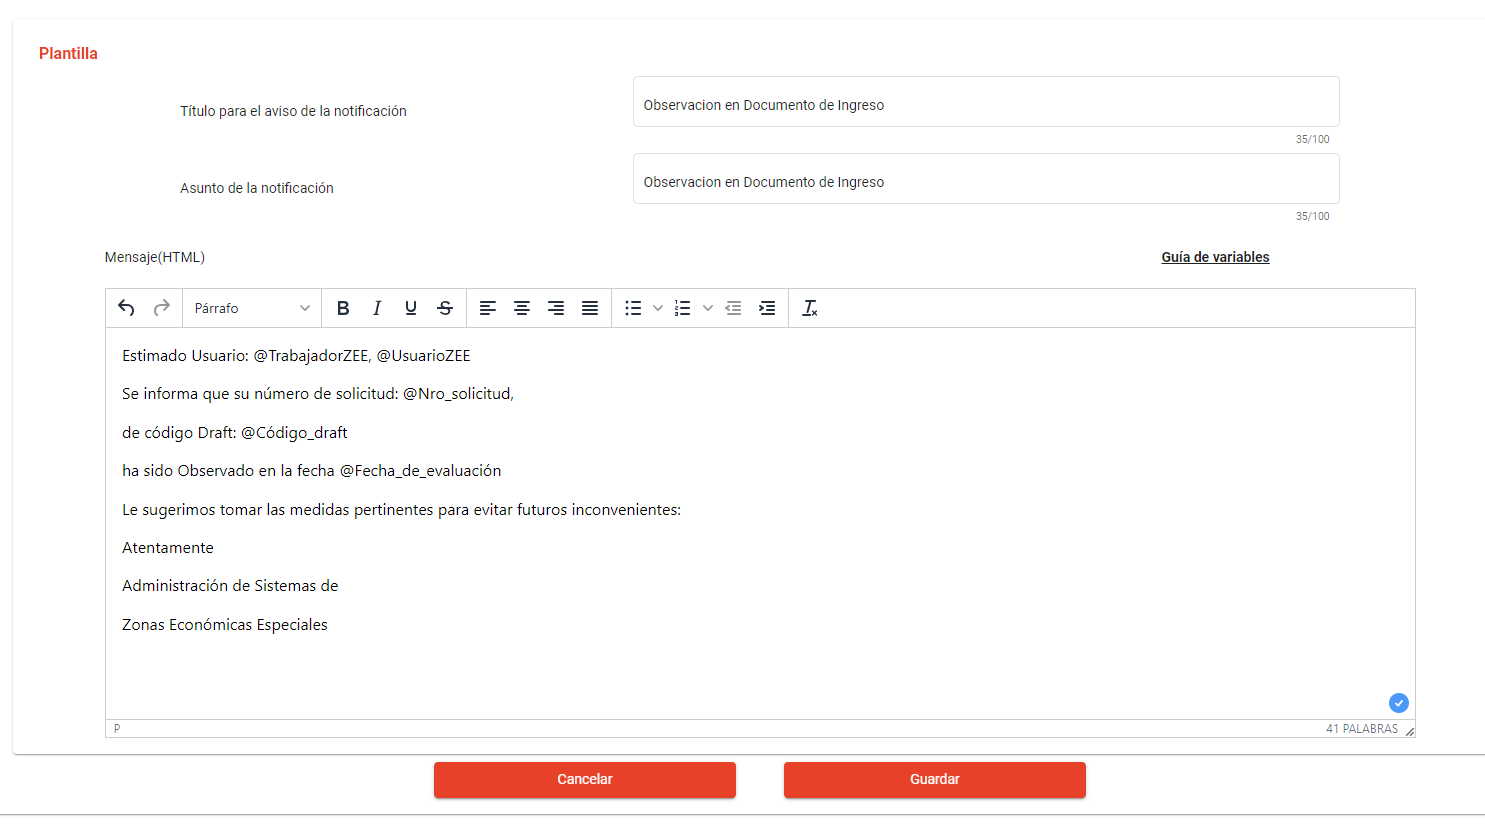 Plantilla
Título para el aviso de la notificación
Observacion en Documento de Ingreso
35/100
Asunto de la notificación
Observacion en Documento de Ingreso
35/100
Mensaje(HTML)
Guía de variables
Párrafo
Estimado Usuario: @TrabajadorZEE, @UsuarioZEE
Se informa que su número de solicitud: @Nro_solicitud,
de código Draft: @Código_draft
ha sido Observado en la fecha @Fecha_de_evaluación
Le sugerimos tomar las medidas pertinentes para evitar futuros inconvenientes:
Atentamente
Administración de Sistemas de
Zonas Económicas Especiales
P
41 PALABRAS
Cancelar
Guardar